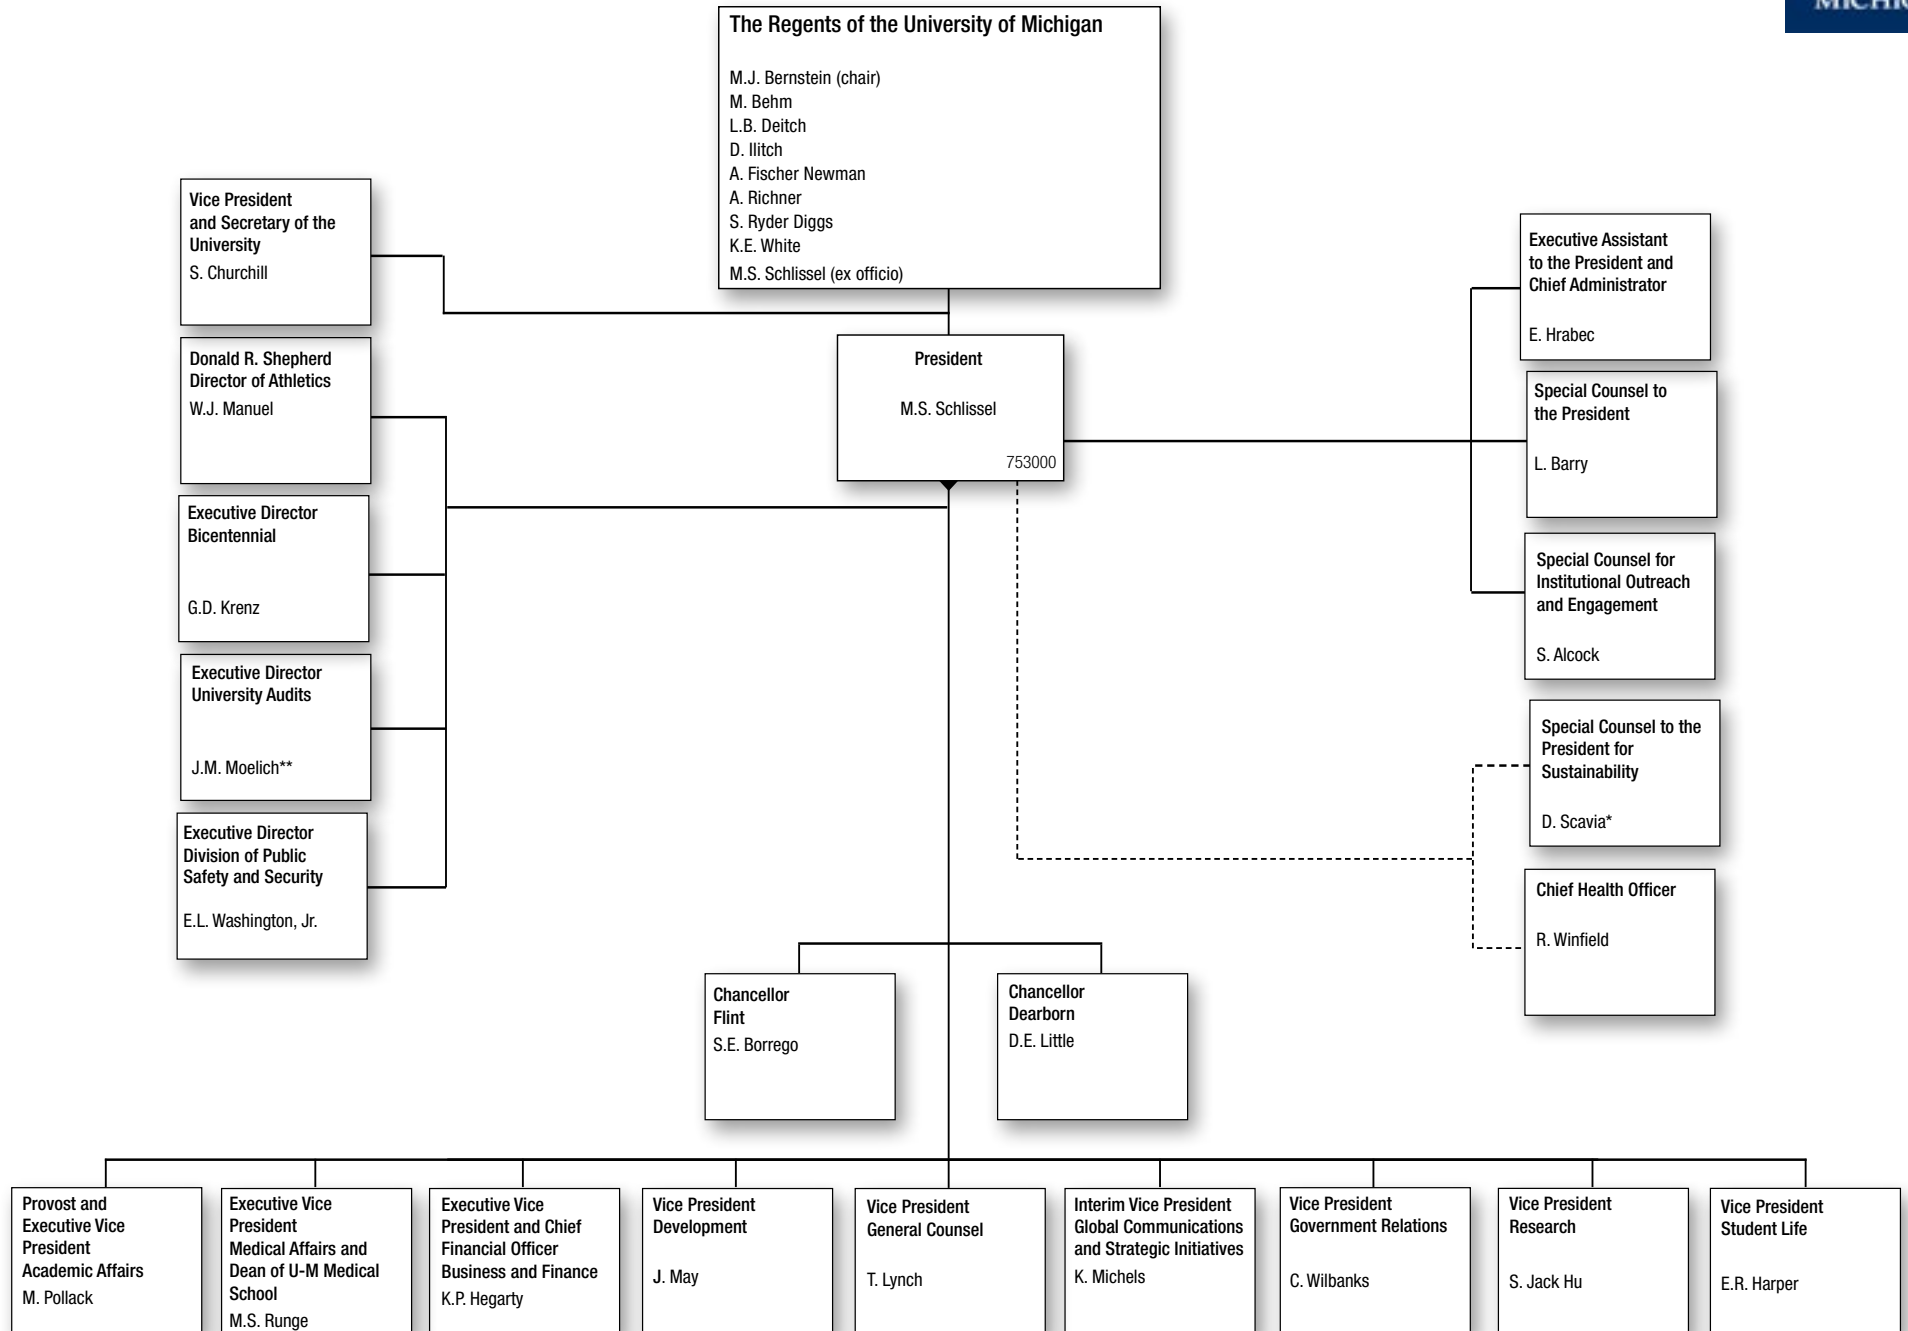 The Regents of the University of Michigan
M.J. Bernstein (chair)
M. Behm
L.B. Deitch
D. Ilitch
A. Fischer Newman
A. Richner
S. Ryder Diggs
K.E. White
M.S. Schlissel (ex officio)
Vice President
and Secretary of the
University
S. Churchill
Donald R. Shepherd
Director of Athletics
W.J. Manuel
Executive Director
Bicentennial
G.D. Krenz
Executive Director
University Audits
J.M. Moelich**
Executive Director
Division of Public
Safety and Security
E.L. Washington, Jr.
President
M.S. Schlissel
753000
Executive Assistant
to the President and
Chief Administrator
E. Hrabec
Special Counsel to
the President
L. Barry
Special Counsel for
Institutional Outreach
and Engagement
S. Alcock
Special Counsel to the
President for
Sustainability
D. Scavia*
Chief Health Officer
R. Winfield
Chancellor
Flint
S.E. Borrego
Chancellor
Dearborn
D.E. Little
Provost and
Executive Vice
President
Academic Affairs
M. Pollack
Executive Vice
President
Medical Affairs and
Dean of U-M Medical
School
M.S. Runge
Executive Vice
President and Chief
Financial Officer
Business and Finance
K.P. Hegarty
Vice President
Development
J. May
Vice President
General Counsel
T. Lynch
Interim Vice President
Global Communications
and Strategic Initiatives
K. Michels
Vice President
Government Relations
C. Wilbanks
Vice President
Research
S. Jack Hu
Vice President
Student Life
E.R. Harper